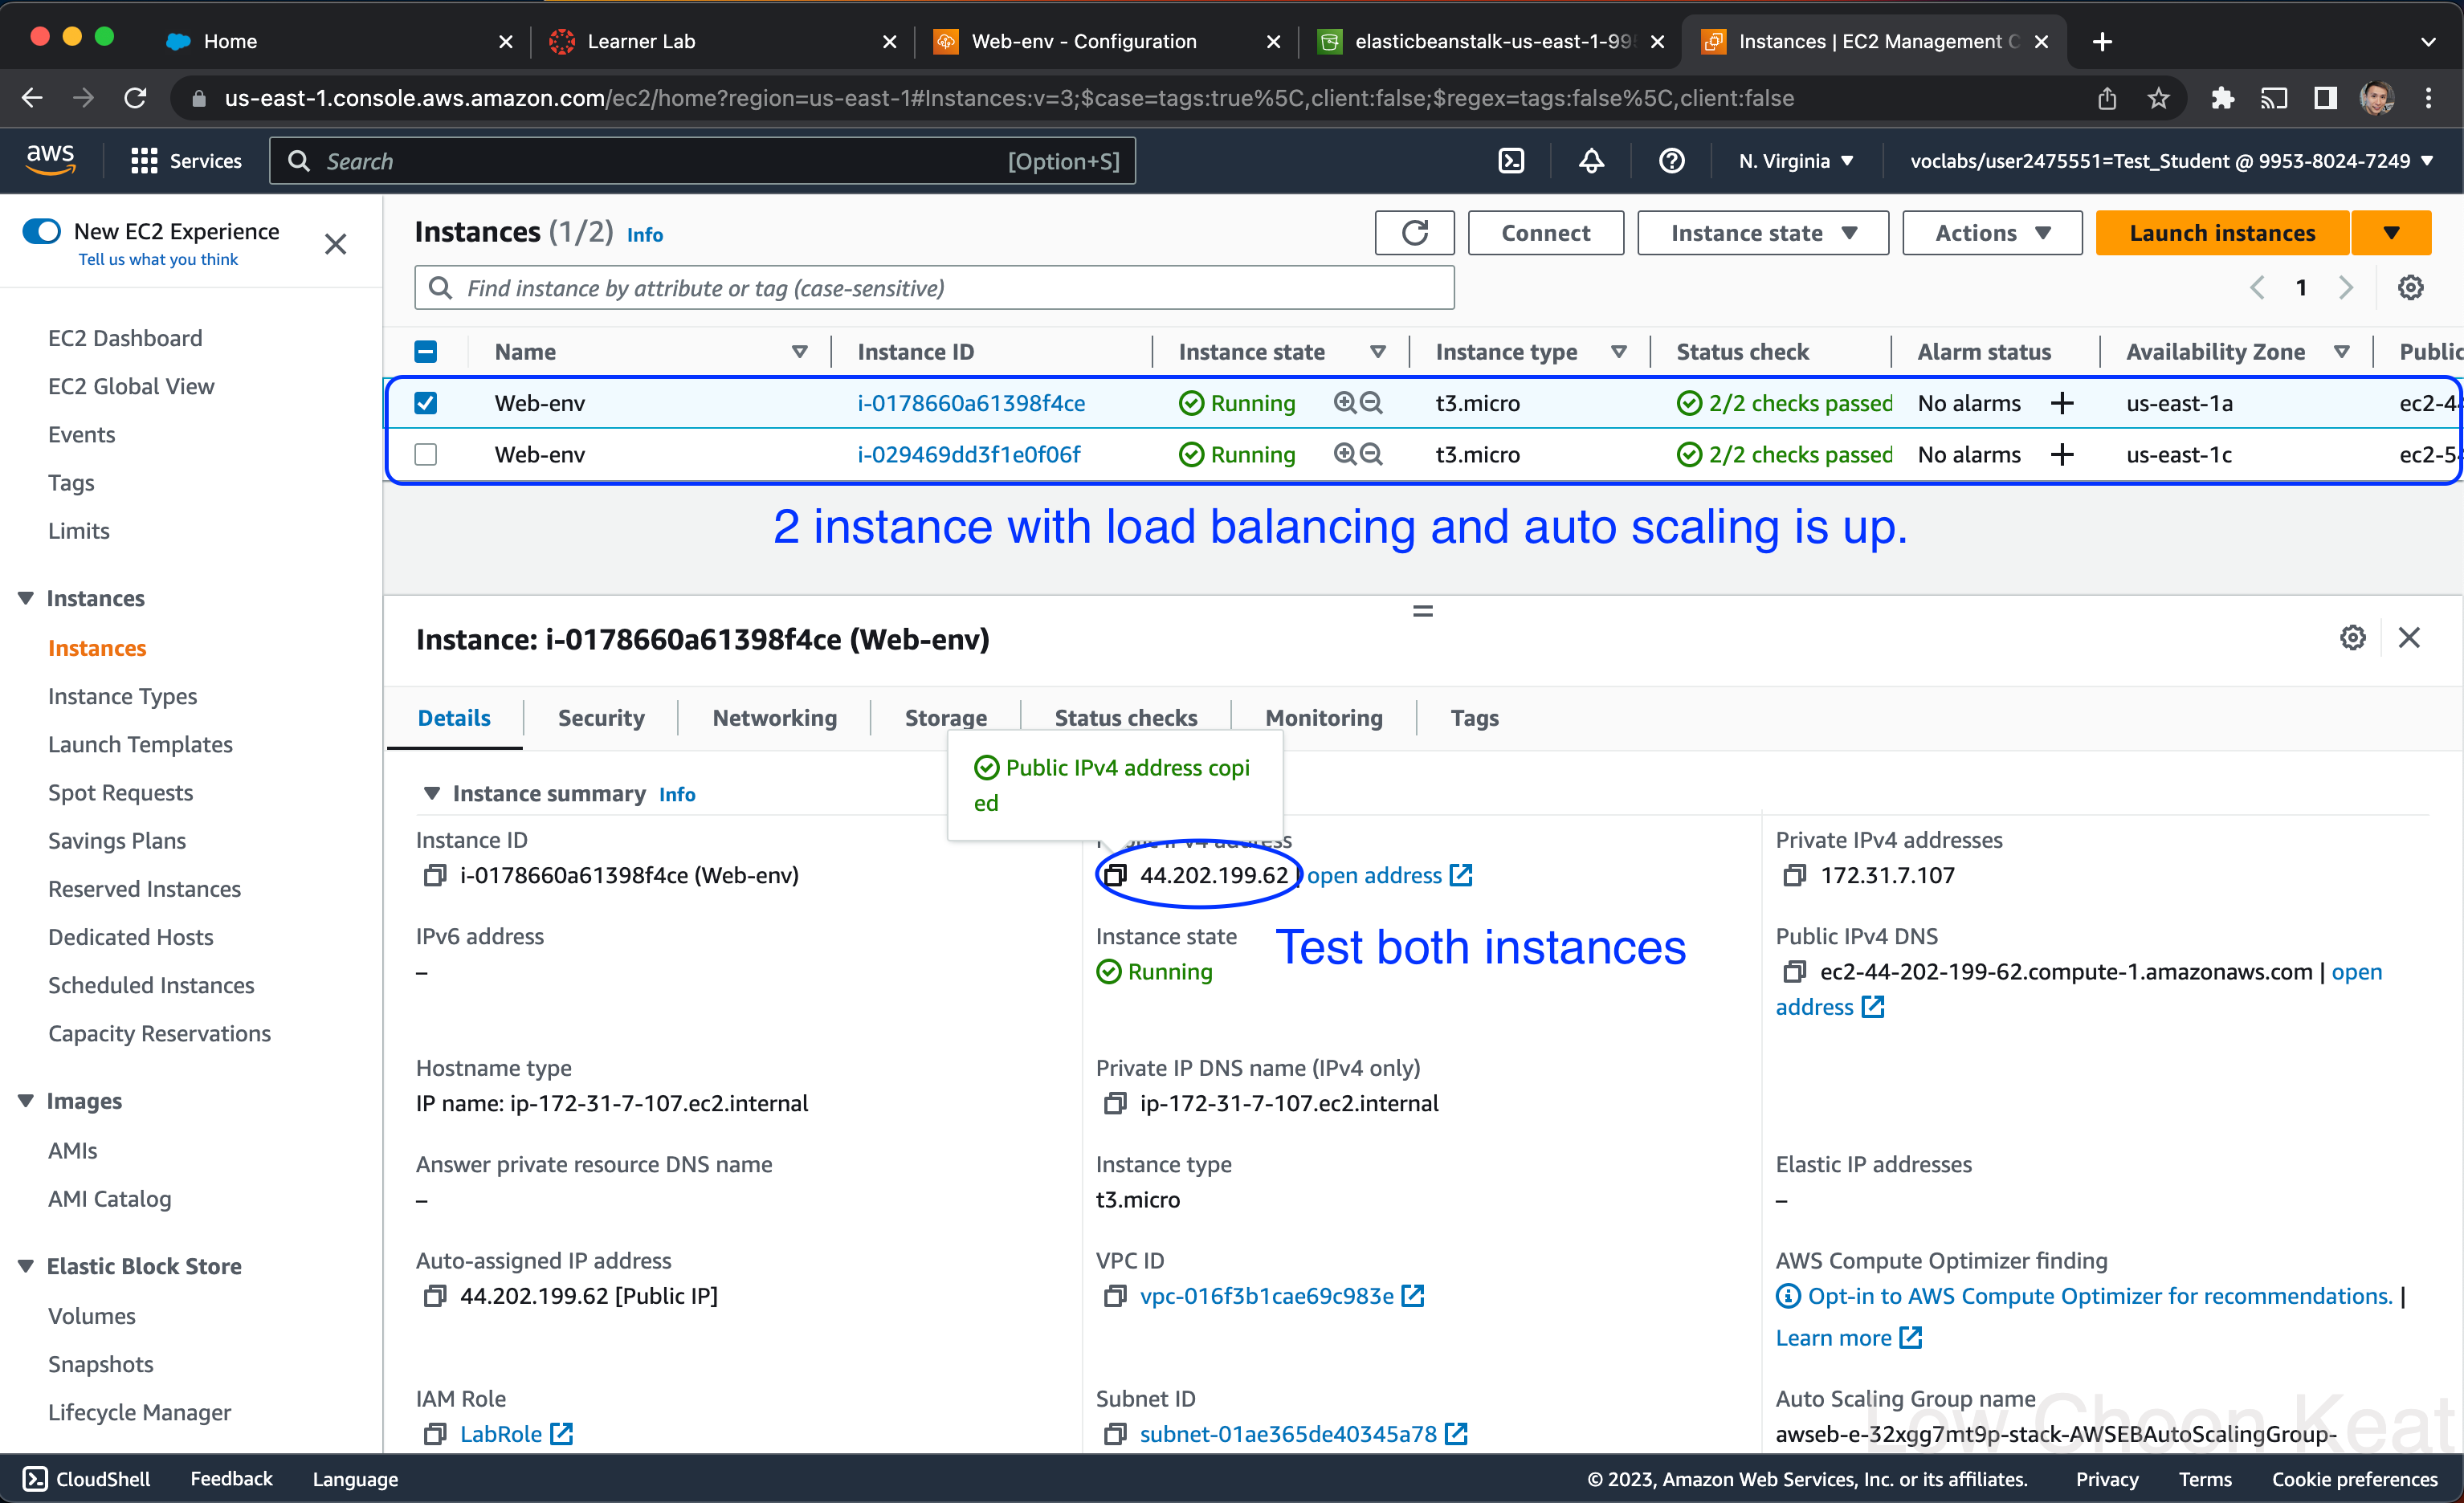 Home
Learner Lab
Web-env - Configuration
elasticbeanstalk-us-east-1-995
Instances | EC2 Management C
us-east-1.console.aws.amazon.com/ec2/home?region=us-east-1#Instances:v=3;$case=tags:true%5C,client:false;$regex=tags:false%5C,client:false
aws
Services
Search
[Option+S]
N. Virginia
voclabs/user2475551=Test_Student @ 9953-8024-7249
New EC2 Experience
Tell us what you think
EC2 Dashboard
EC2 Global View
Events
Tags
Limits
Instances
Instances
Instance Types
Launch Templates
Spot Requests
Savings Plans
Reserved Instances
Dedicated Hosts
Scheduled Instances
Capacity Reservations
Images
AMIs
AMI Catalog
Elastic Block Store
Volumes
Snapshots
Lifecycle Manager
Instances (1/2) Info
Connect
Instance state
Actions
Launch instances
Find instance by attribute or tag (case-sensitive)
1
Name Instance ID Instance state Instance type Status check Alarm status Availability Zone Public
Web-env i-0178660a61398f4ce Running t3.micro 2/2 checks passed No alarms + us-east-1a ec2-4
Web-env i-029469dd3f1e0f06f Running t3.micro 2/2 checks passed No alarms + us-east-1c ec2-5
2 instance with load balancing and auto scaling is up.
Instance: i-0178660a61398f4ce (Web-env)
Details Security Networking Storage Status checks Monitoring Tags
Public IPv4 address copi
ed
Instance summary Info
Instance ID
i-0178660a61398f4ce (Web-env)
Public IPv4 address
44.202.199.62 | open address
Private IPv4 addresses
172.31.7.107
IPv6 address
–
Instance state
Running
Test both instances
Public IPv4 DNS
ec2-44-202-199-62.compute-1.amazonaws.com | open
address
Hostname type
IP name: ip-172-31-7-107.ec2.internal
Private IP DNS name (IPv4 only)
ip-172-31-7-107.ec2.internal
Answer private resource DNS name
–
Instance type
t3.micro
Elastic IP addresses
–
Auto-assigned IP address
44.202.199.62 [Public IP]
VPC ID
vpc-016f3b1cae69c983e
AWS Compute Optimizer finding
Opt-in to AWS Compute Optimizer for recommendations. |
Learn more
IAM Role
LabRole
Subnet ID
subnet-01ae365de40345a78
Auto Scaling Group name
awseb-e-32xgg7mt9p-stack-AWSEBAutoScalingGroup-
Low Choon Keat
CloudShell
Feedback
Language
© 2023, Amazon Web Services, Inc. or its affiliates.
Privacy
Terms
Cookie preferences